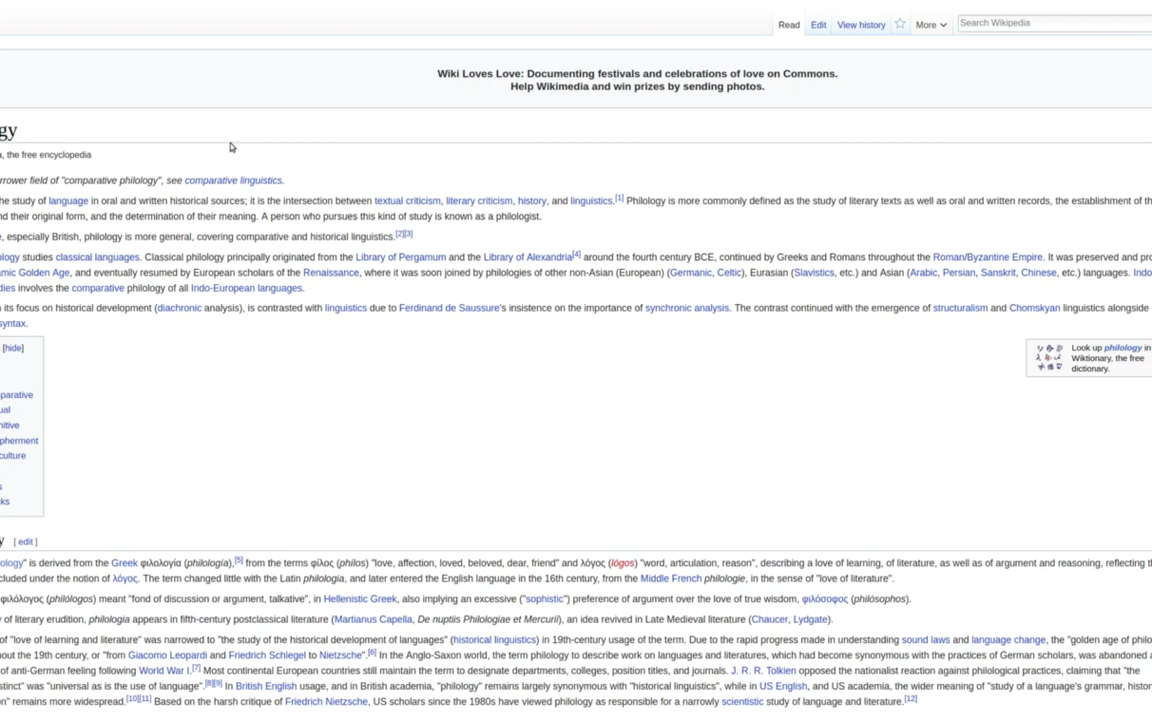 Read Edit View history More Search Wikipedia
Wiki Loves Love: Documenting festivals and celebrations of love on Commons.
Help Wikimedia and win prizes by sending photos.
gy
, the free encyclopedia
rrower field of "comparative philology", see comparative linguistics.
he study of language in oral and written historical sources; it is the intersection between textual criticism, literary criticism, history, and linguistics.[1] Philology is more commonly defined as the study of literary texts as well as oral and written records, the establishment of th
nd their original form, and the determination of their meaning. A person who pursues this kind of study is known as a philologist.
, especially British, philology is more general, covering comparative and historical linguistics.[2][3]
ology studies classical languages. Classical philology principally originated from the Library of Pergamum and the Library of Alexandria[4] around the fourth century BCE, continued by Greeks and Romans throughout the Roman/Byzantine Empire. It was preserved and pro
mic Golden Age, and eventually resumed by European scholars of the Renaissance, where it was soon joined by philologies of other non-Asian (European) (Germanic, Celtic), Eurasian (Slavistics, etc.) and Asian (Arabic, Persian, Sanskrit, Chinese, etc.) languages. Indo
dies involves the comparative philology of all Indo-European languages.
its focus on historical development (diachronic analysis), is contrasted with linguistics due to Ferdinand de Saussure's insistence on the importance of synchronic analysis. The contrast continued with the emergence of structuralism and Chomskyan linguistics alongside
syntax.
[hide]
Look up philology in
Wiktionary, the free
dictionary.
parative
ual
nitive
pherment
culture
s
ks
y [ edit ]
ology" is derived from the Greek φιλολογία (philología),[5] from the terms φίλος (phílos) "love, affection, loved, beloved, dear, friend" and λόγος (lógos) "word, articulation, reason", describing a love of learning, of literature, as well as of argument and reasoning, reflecting th
cluded under the notion of λόγος. The term changed little with the Latin philologia, and later entered the English language in the 16th century, from the Middle French philologie, in the sense of "love of literature".
φιλόλογος (philólogos) meant "fond of discussion or argument, talkative", in Hellenistic Greek, also implying an excessive ("sophistic") preference of argument over the love of true wisdom, φιλόσοφος (philósophos).
of literary erudition, philologia appears in fifth-century postclassical literature (Martianus Capella, De nuptiis Philologiae et Mercurii), an idea revived in Late Medieval literature (Chaucer, Lydgate).
of "love of learning and literature" was narrowed to "the study of the historical development of languages" (historical linguistics) in 19th-century usage of the term. Due to the rapid progress made in understanding sound laws and language change, the "golden age of philo
out the 19th century, or "from Giacomo Leopardi and Friedrich Schlegel to Nietzsche".[6] In the Anglo-Saxon world, the term philology to describe work on languages and literatures, which had become synonymous with the practices of German scholars, was abandoned a
of anti-German feeling following World War I.[7] Most continental European countries still maintain the term to designate departments, colleges, position titles, and journals. J. R. R. Tolkien opposed the nationalist reaction against philological practices, claiming that "the
stinct" was "universal as is the use of language".[8][9] In British English usage, and in British academia, "philology" remains largely synonymous with "historical linguistics", while in US English, and US academia, the wider meaning of "study of a language's grammar, histor
n" remains more widespread.[10][11] Based on the harsh critique of Friedrich Nietzsche, US scholars since the 1980s have viewed philology as responsible for a narrowly scientistic study of language and literature.[12]